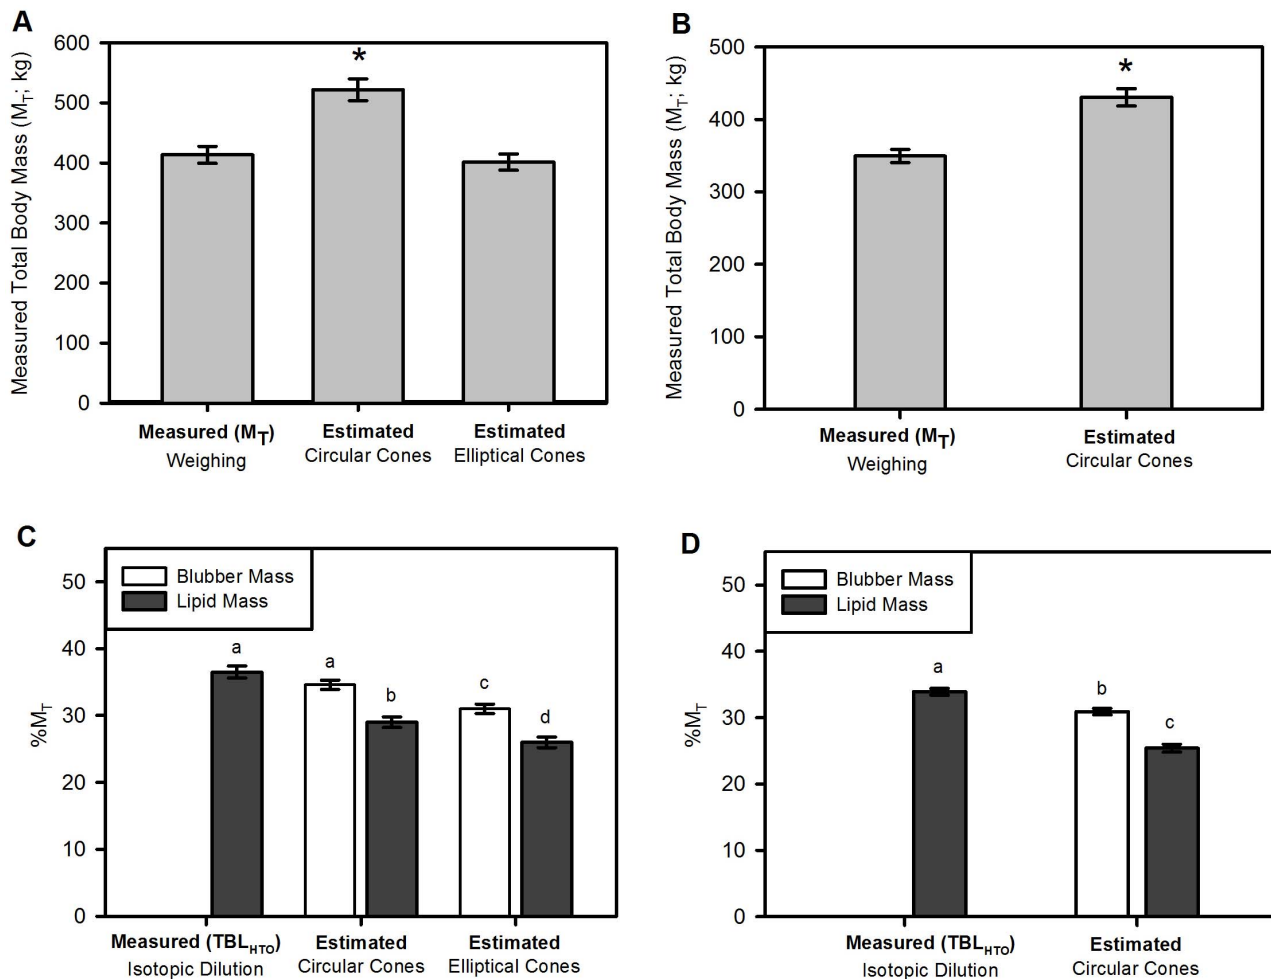 A
Measured Total Body Mass (MT; kg)
600
500
400
300
200
100
0
*
Measured (MT)
Weighing
Estimated
Circular Cones
Estimated
Elliptical Cones
B
Measured Total Body Mass (MT; kg)
500
400
300
200
100
0
*
Measured (MT)
Weighing
Estimated
Circular Cones
C
%MT
50
40
30
20
10
0
Blubber Mass
Lipid Mass
a
a
b
c
d
Measured (TBLHTO)
Isotopic Dilution
Estimated
Circular Cones
Estimated
Elliptical Cones
D
%MT
50
40
30
20
10
0
Blubber Mass
Lipid Mass
a
b
c
Measured (TBLHTO)
Isotopic Dilution
Estimated
Circular Cones